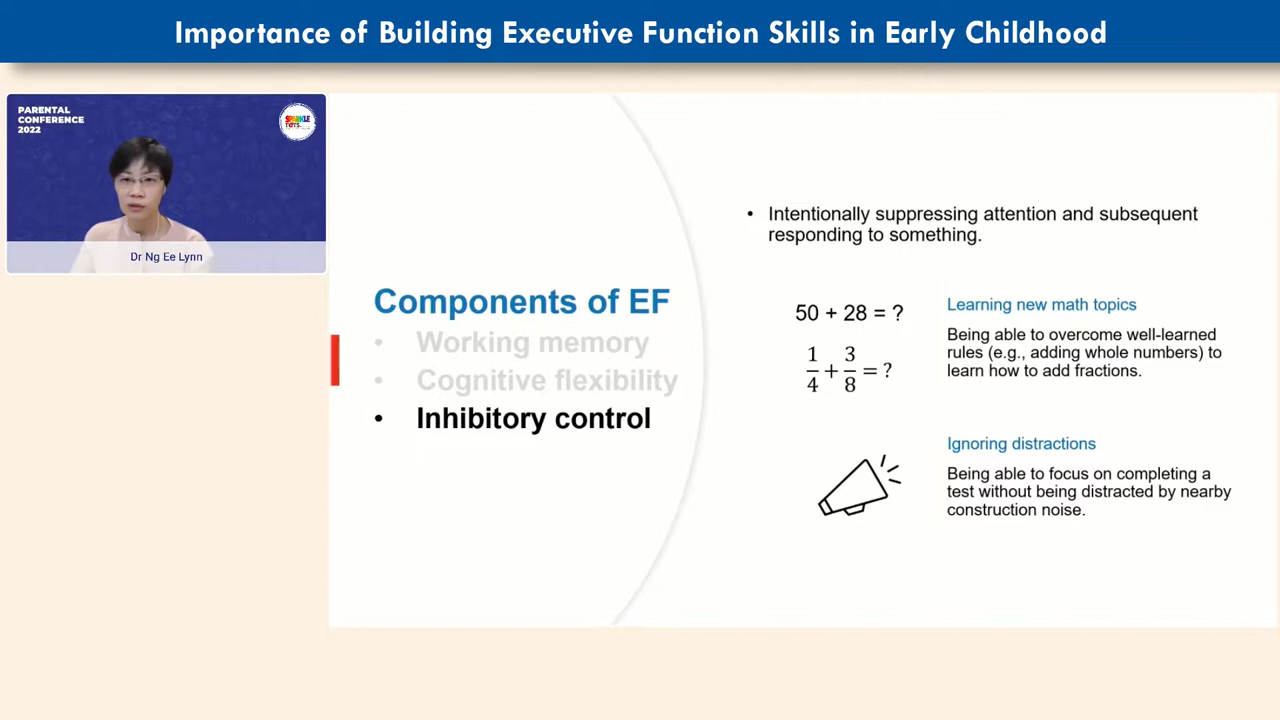 Importance of Building Executive Function Skills in Early Childhood
PARENTAL
CONFERENCE
2022
SPARKLE
TOTS
Dr Ng Ee Lynn
Components of EF
• Working memory
• Cognitive flexibility
• Inhibitory control
• Intentionally suppressing attention and subsequent
responding to something.
50 + 28 = ?
1/4 + 3/8 = ?
Learning new math topics
Being able to overcome well-learned
rules (e.g., adding whole numbers) to
learn how to add fractions.
Ignoring distractions
Being able to focus on completing a
test without being distracted by nearby
construction noise.